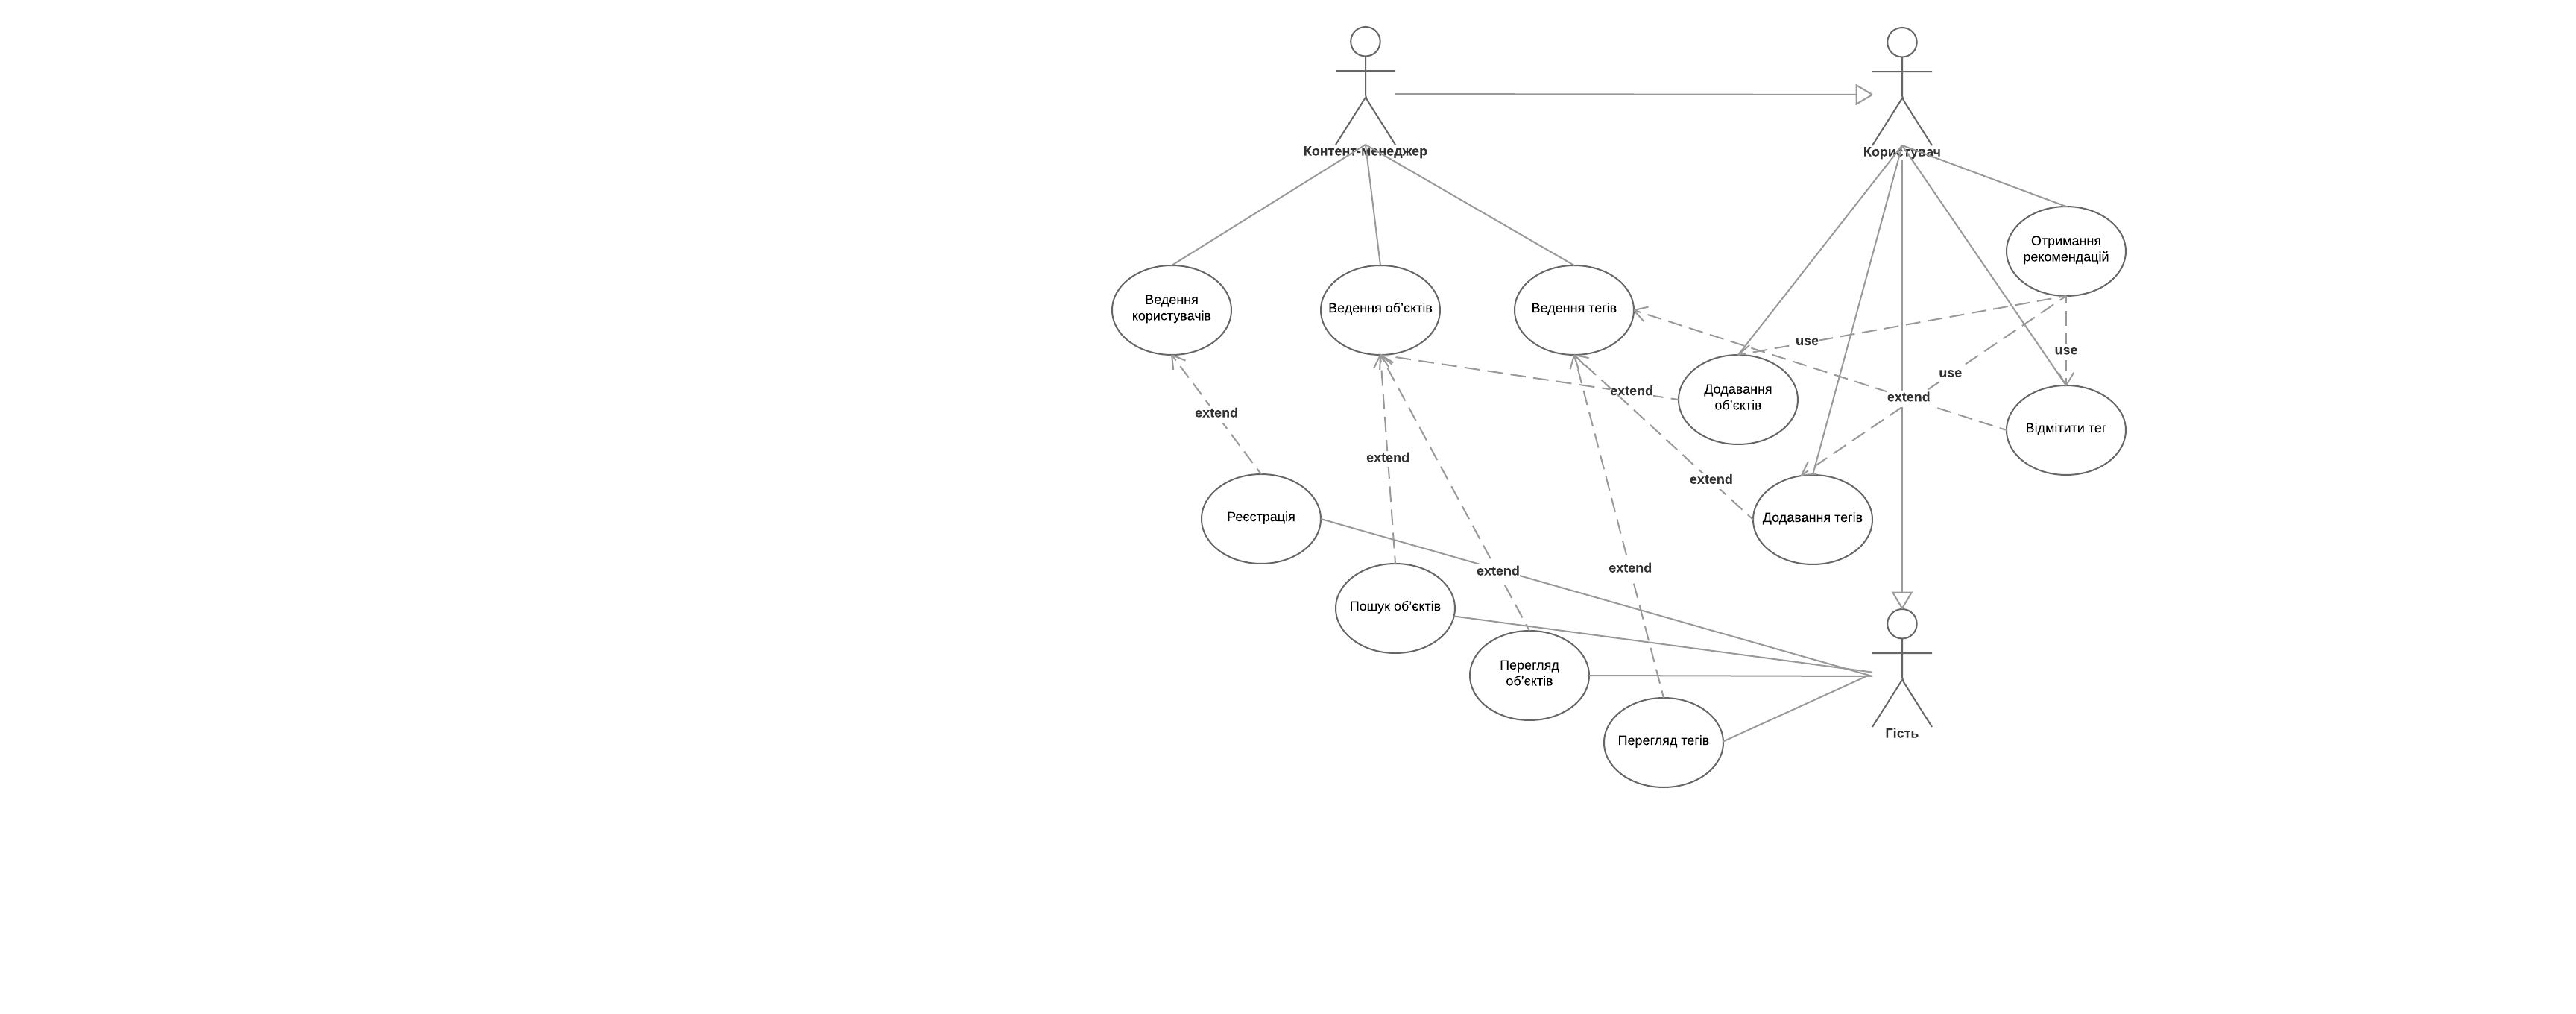 Контент-менеджер
Користувач
Отримання
рекомендацій
Ведення
користувачів
Ведення об'єктів
Ведення тегів
use
use
use
extend
Додавання
об'єктів
extend
Відмітити тег
extend
extend
extend
Реєстрація
Додавання тегів
extend
extend
Пошук об'єктів
Перегляд
об'єктів
Перегляд тегів
Гість